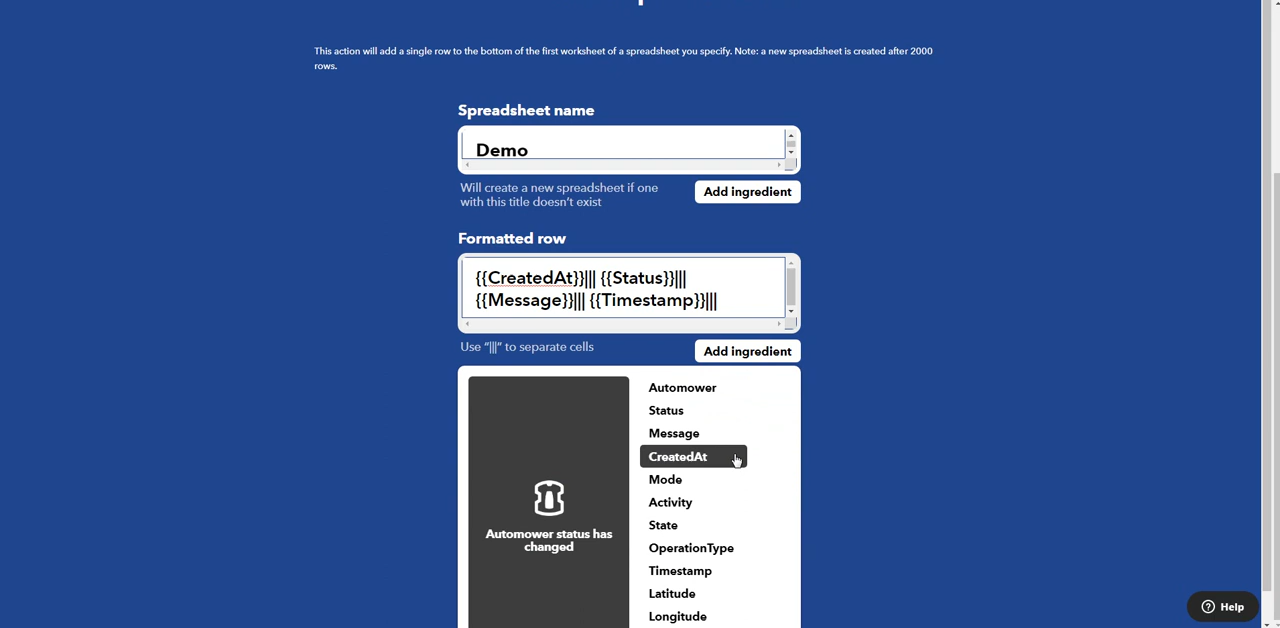 This action will add a single row to the bottom of the first worksheet of a spreadsheet you specify. Note: a new spreadsheet is created after 2000
rows.
Spreadsheet name
Demo
Will create a new spreadsheet if one
with this title doesn’t exist
Add ingredient
Formatted row
{{CreatedAt}}||| {{Status}}|||
{{Message}}||| {{Timestamp}}|||
Use “|||” to separate cells
Add ingredient
Automower status has
changed
Automower
Status
Message
CreatedAt
Mode
Activity
State
OperationType
Timestamp
Latitude
Longitude
Help